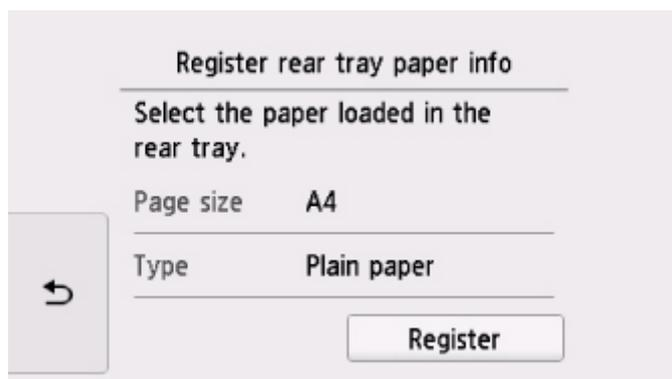 Register rear tray paper info
Select the paper loaded in the
rear tray.
Page size A4
Type Plain paper
Register